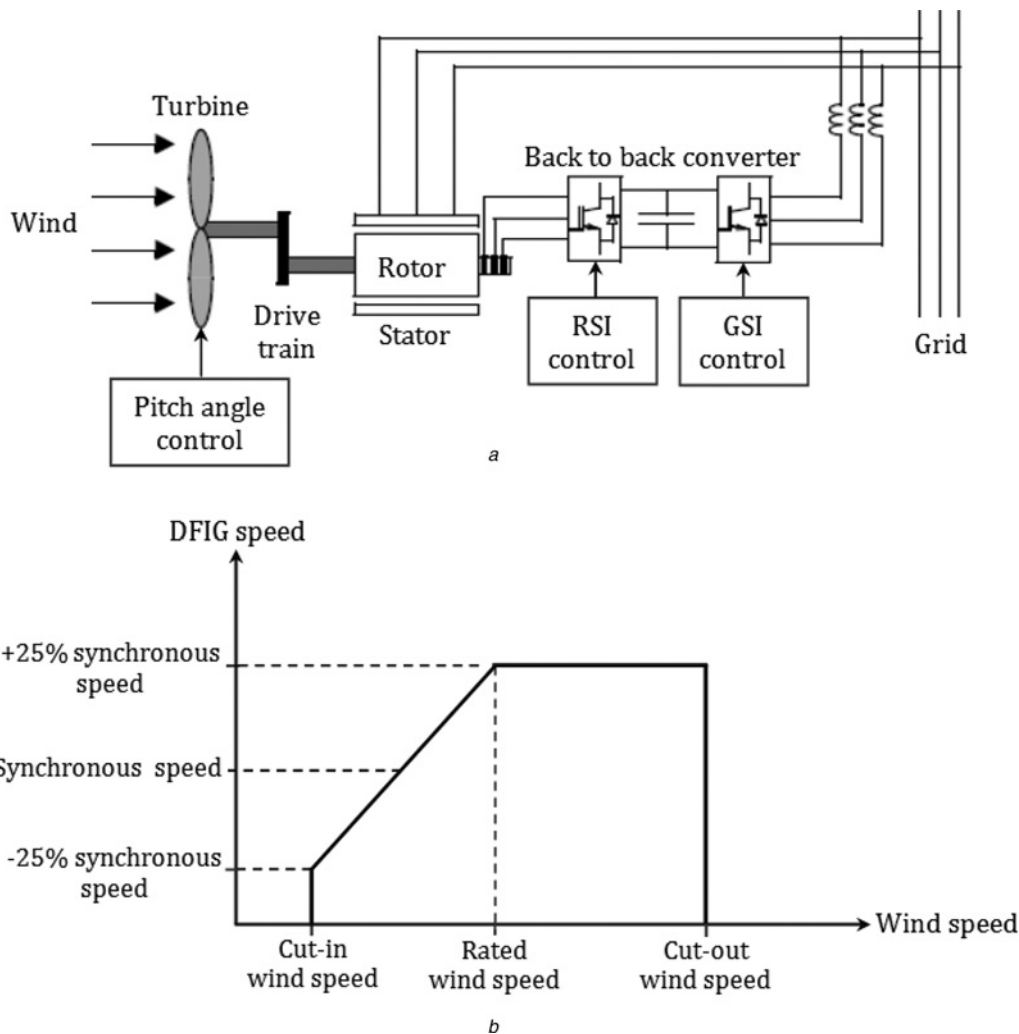 Turbine
Back to back converter
Wind
Rotor
Drive
train
Stator
RSI
control
GSI
control
Grid
Pitch angle
control
a
DFIG speed
+25% synchronous
speed
Synchronous speed
-25% synchronous
speed
Wind speed
Cut-in
wind speed
Rated
wind speed
Cut-out
wind speed
b